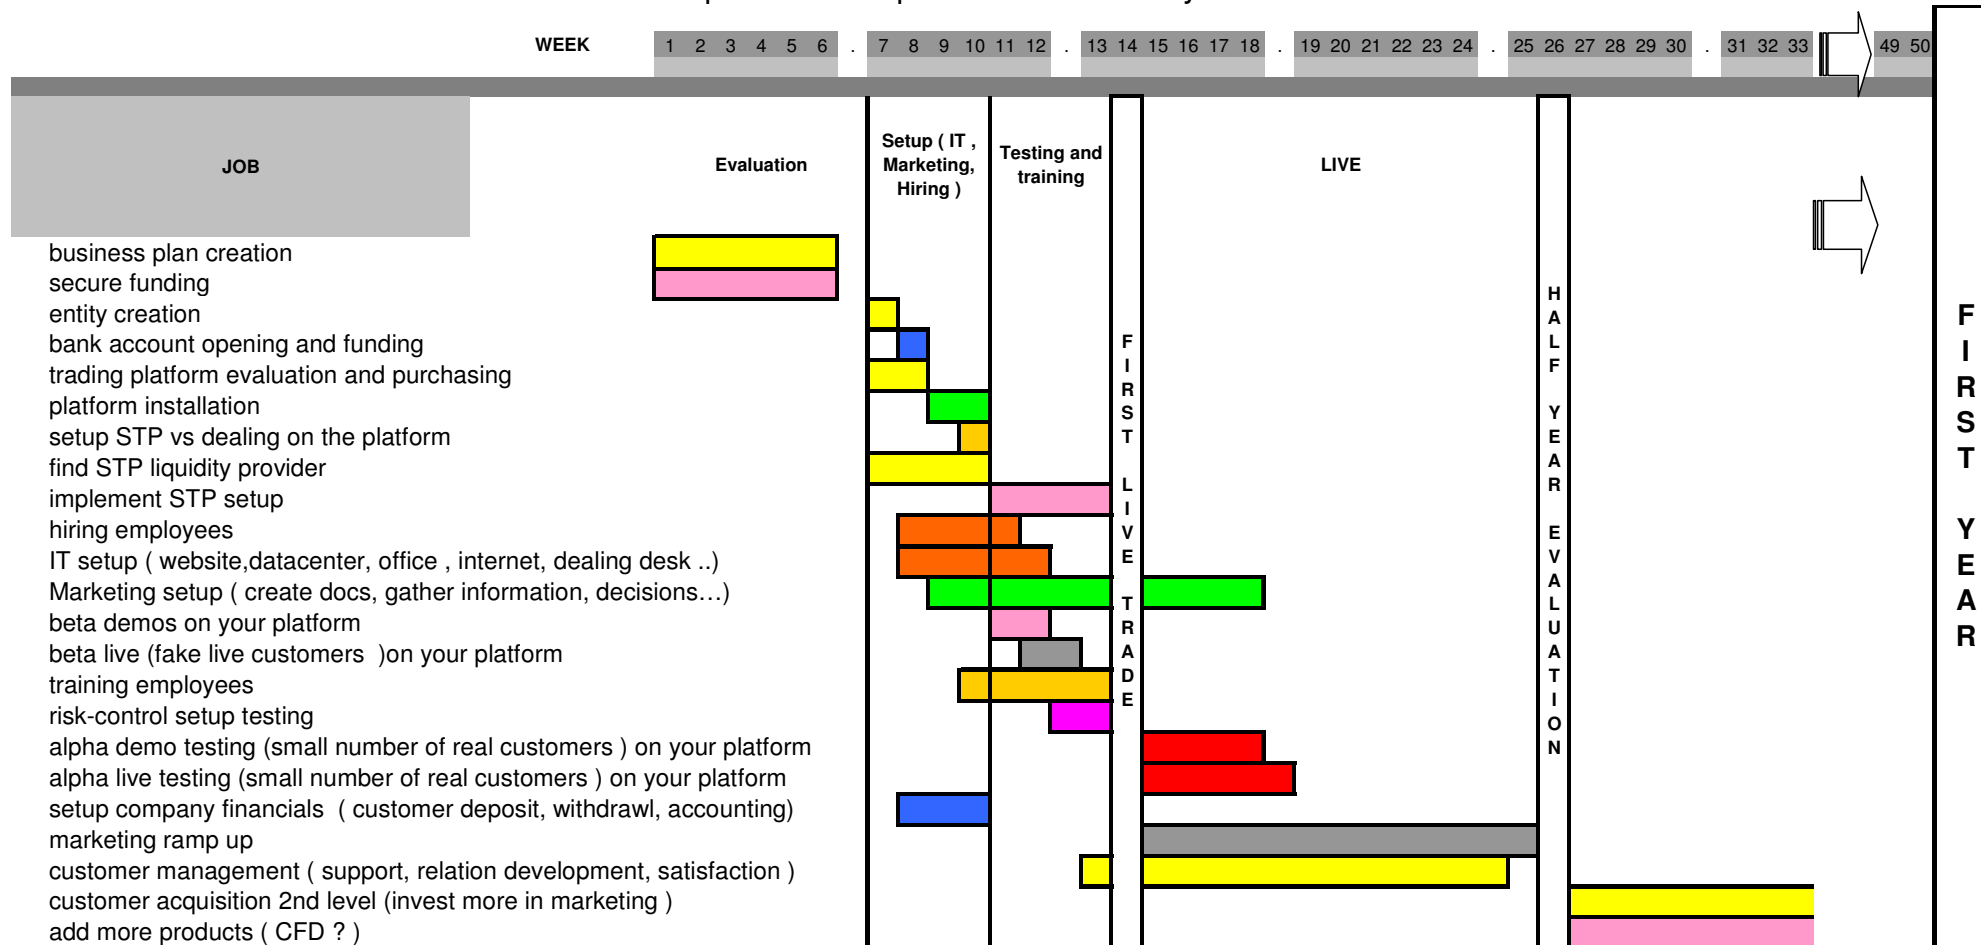 WEEK 1 2 3 4 5 6 . 7 8 9 10 11 12 . 13 14 15 16 17 18 . 19 20 21 22 23 24 . 25 26 27 28 29 30 . 31 32 33 49 50
JOB
Evaluation
Setup ( IT ,
Marketing,
Hiring )
Testing and
training
LIVE
business plan creation
secure funding
entity creation
bank account opening and funding
trading platform evaluation and purchasing
platform installation
setup STP vs dealing on the platform
find STP liquidity provider
implement STP setup
hiring employees
IT setup ( website,datacenter, office , internet, dealing desk ..)
Marketing setup ( create docs, gather information, decisions…)
beta demos on your platform
beta live (fake live customers )on your platform
training employees
risk-control setup testing
alpha demo testing (small number of real customers ) on your platform
alpha live testing (small number of real customers ) on your platform
setup company financials ( customer deposit, withdrawl, accounting)
marketing ramp up
customer management ( support, relation development, satisfaction )
customer acquisition 2nd level (invest more in marketing )
add more products ( CFD ? )
FIRST LIVE TRADE
HALF YEAR EVALUATION
FIRST YEAR